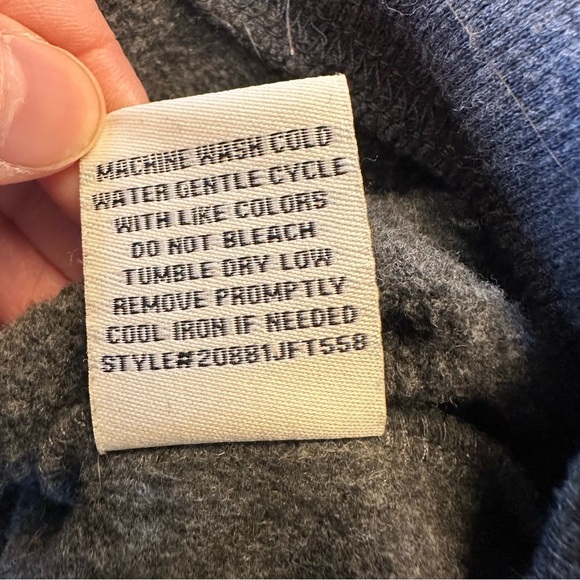 MACHINE WASH COLD
WATER GENTLE CYCLE
WITH LIKE COLORS
DO NOT BLEACH
TUMBLE DRY LOW
REMOVE PROMPTLY
COOL IRON IF NEEDED
STYLE#20881JFT558